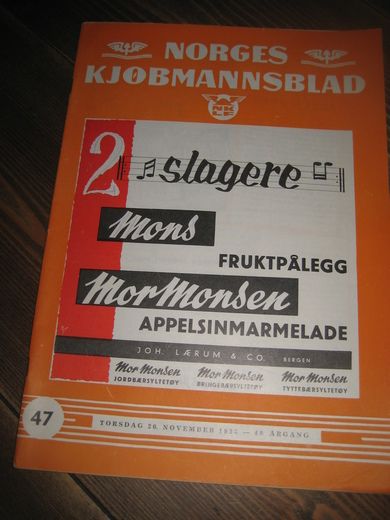 NORGES
KJØBMANNSBLAD
NKLF
2 slagere
Mons
FRUKTPÅLEGG
Mor Monsen
APPELSINMARMELADE
JOH. LÆRUM & CO. BERGEN
Mor Monsen Mor Monsen Mor Monsen
JORDBÆRSYLTETØY BRINGEBÆRSYLTETØY TYTTEBÆRSYLTETØY
47
TORSDAG NOVEMBER ÅRGANG